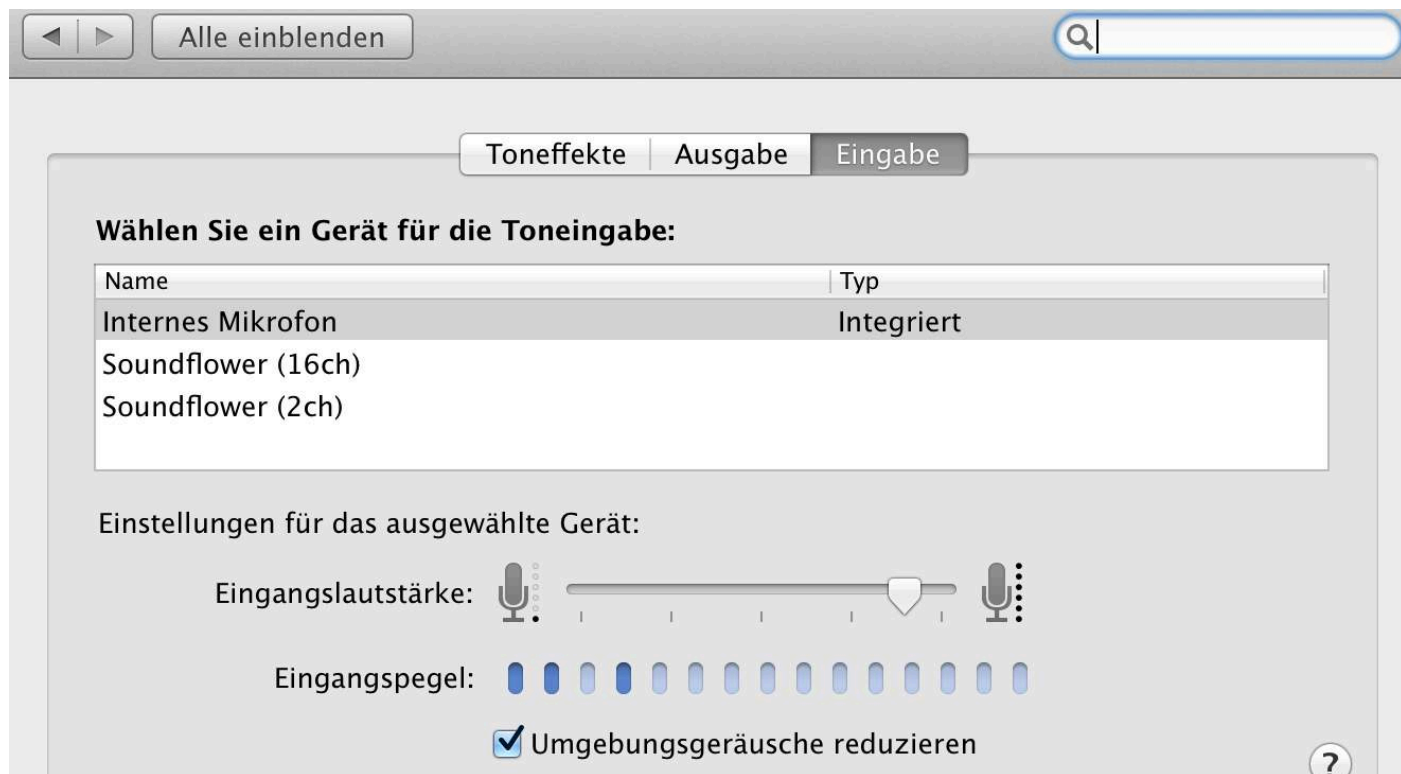 Alle einblenden
Toneffekte Ausgabe Eingabe
Wählen Sie ein Gerät für die Toneingabe:
Name Typ
Internes Mikrofon Integriert
Soundflower (16ch)
Soundflower (2ch)
Einstellungen für das ausgewählte Gerät:
Eingangslautstärke:
Eingangspegel:
Umgebungsgeräusche reduzieren
?